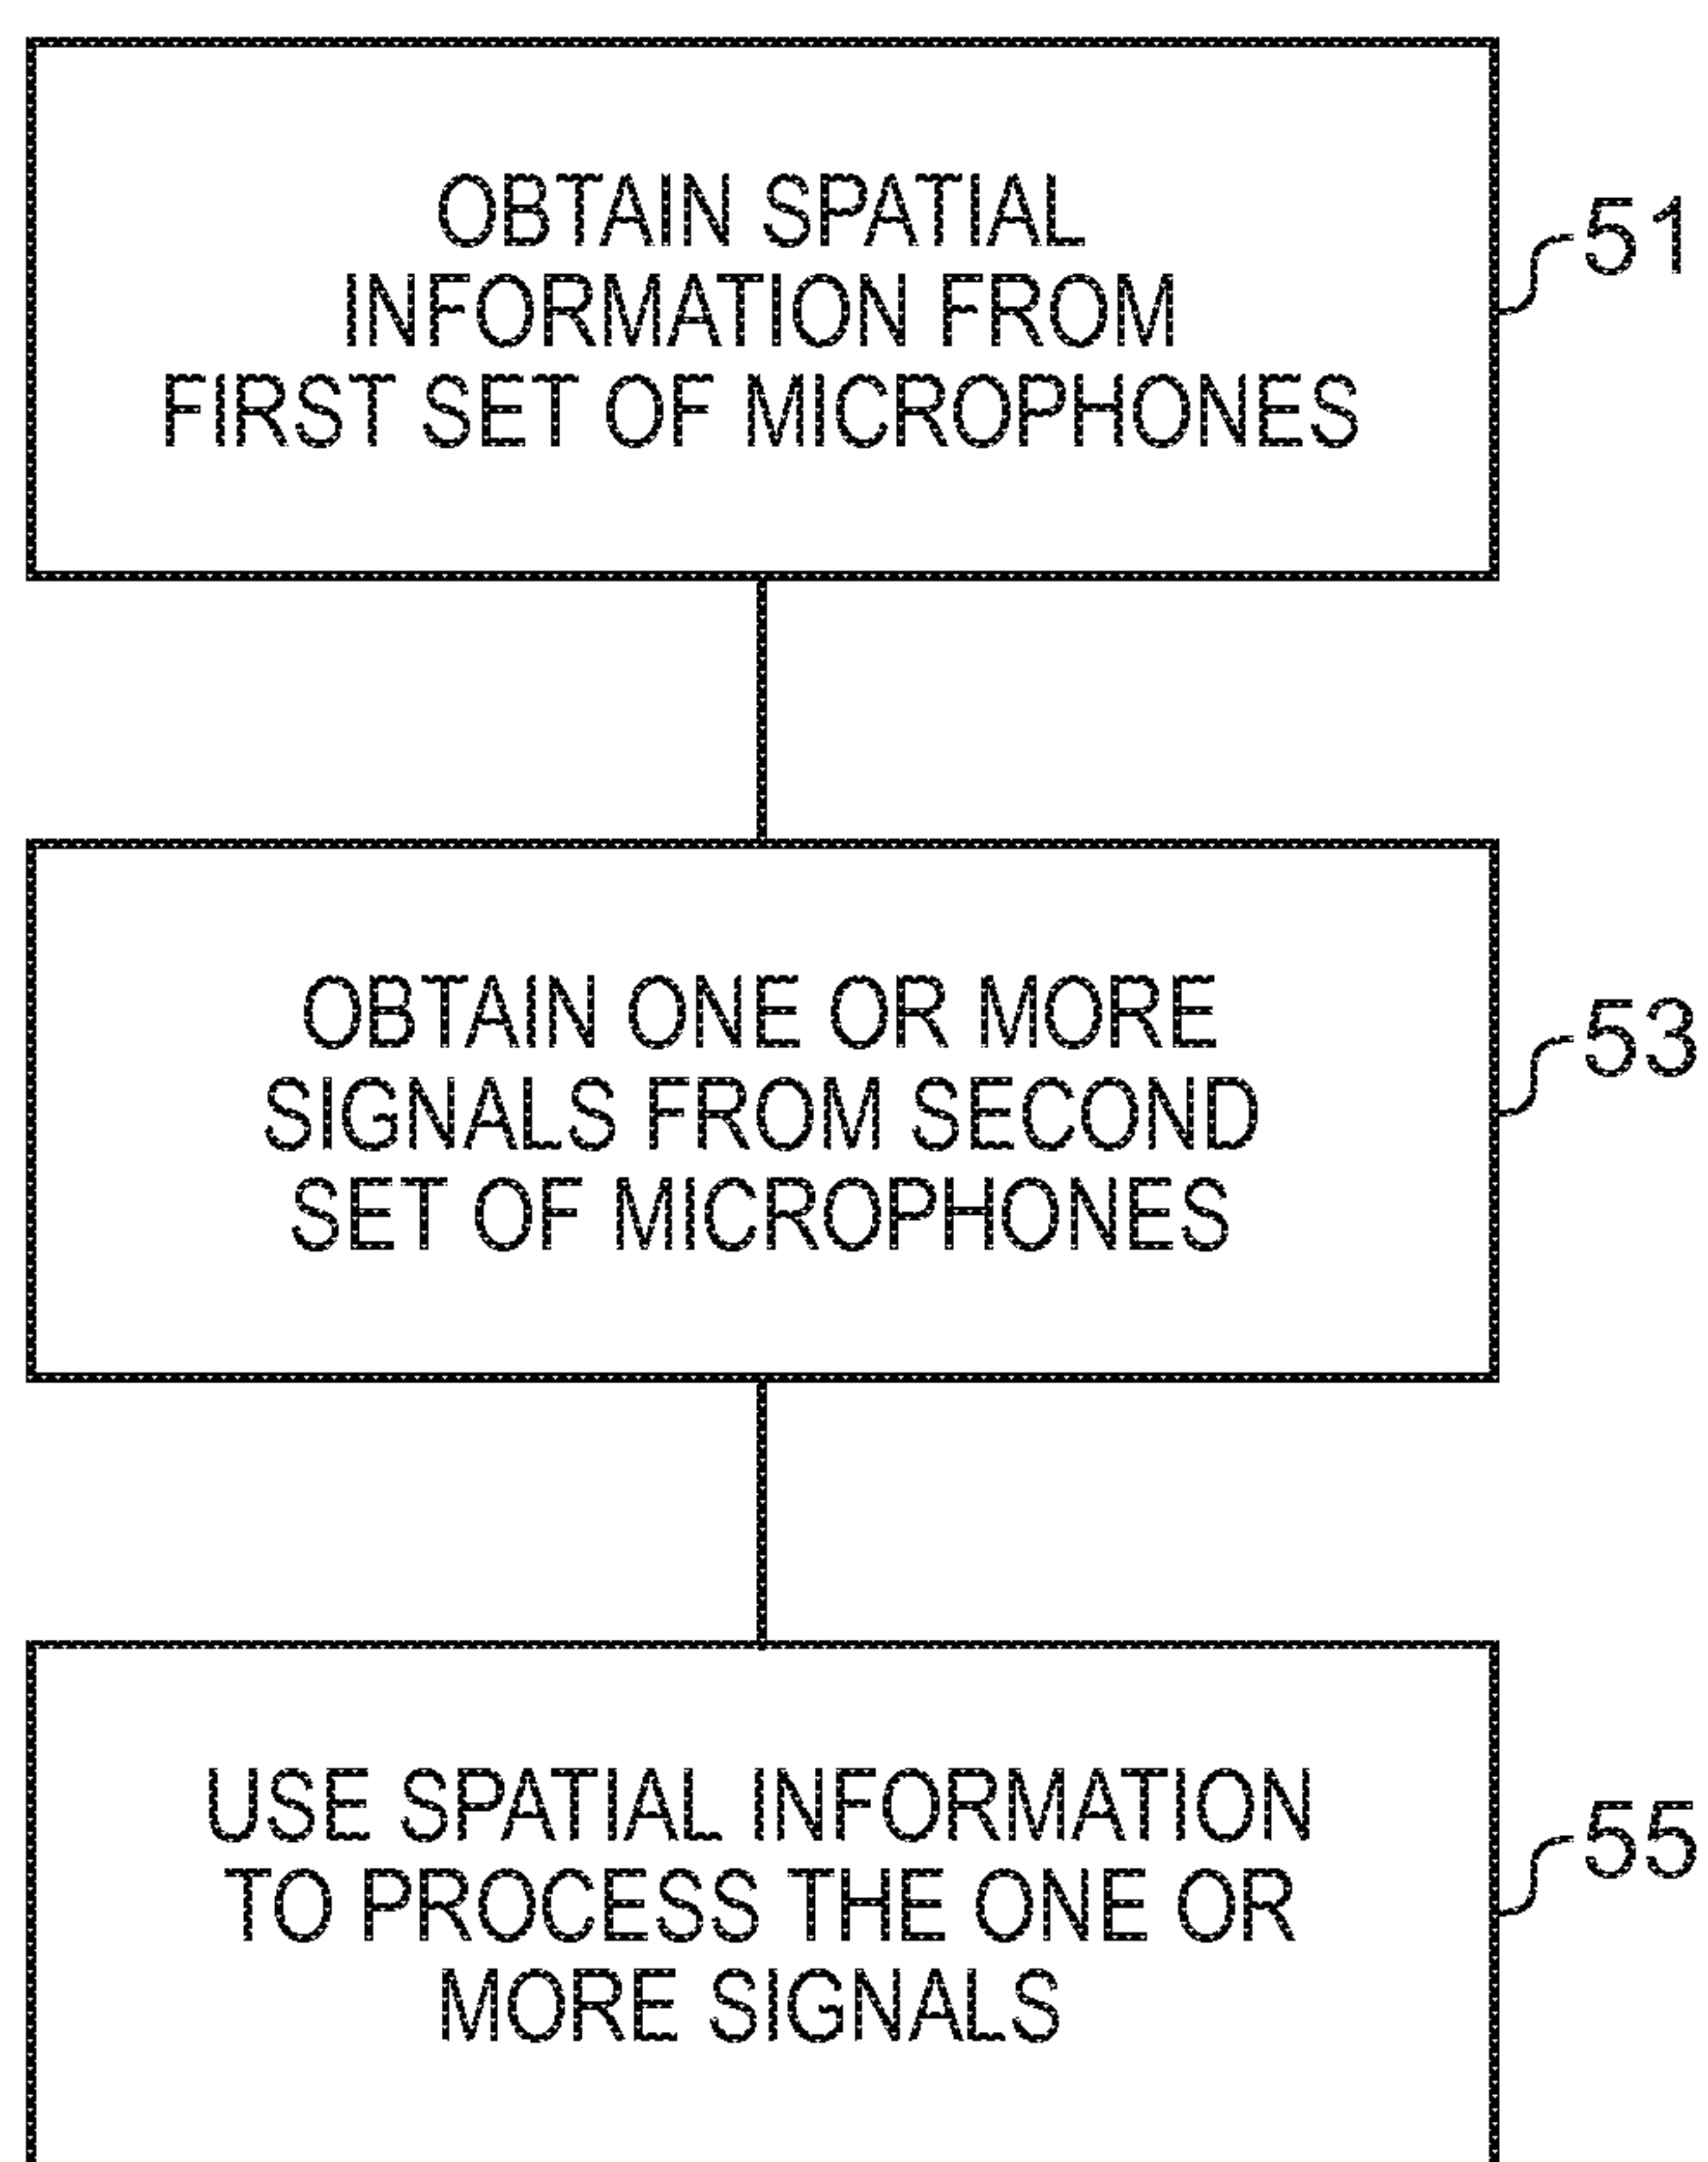 OBTAIN SPATIAL
INFORMATION FROM
FIRST SET OF MICROPHONES
51
OBTAIN ONE OR MORE
SIGNALS FROM SECOND
SET OF MICROPHONES
53
USE SPATIAL INFORMATION
TO PROCESS THE ONE OR
MORE SIGNALS
55